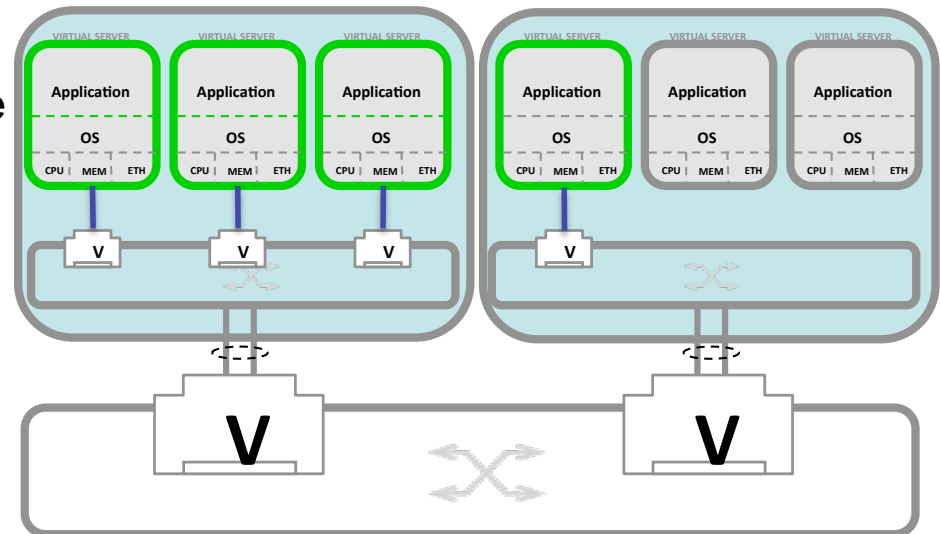 VIRTUAL SERVER VIRTUAL SERVER VIRTUAL SERVER VIRTUAL SERVER VIRTUAL SERVER VIRTUAL SERVER
e
Application Application Application Application Application Application
OS OS OS OS OS OS
CPU MEM ETH CPU MEM ETH CPU MEM ETH CPU MEM ETH CPU MEM ETH CPU MEM ETH
V V V V
V V